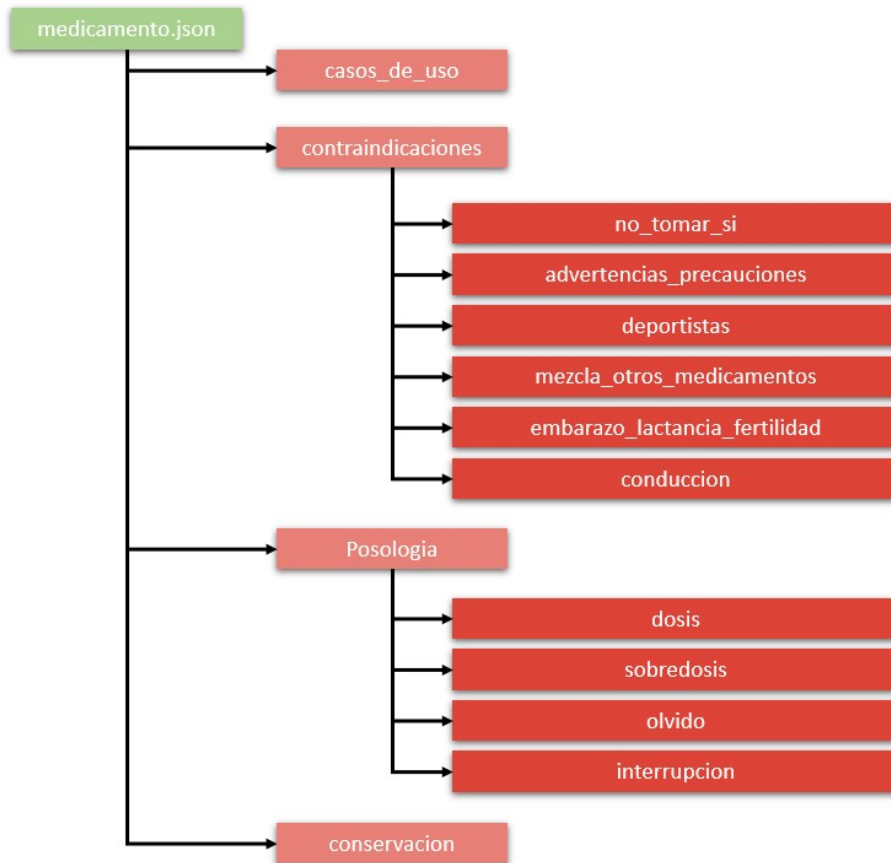 medicamento.json
casos_de_uso
contraindicaciones
no_tomar_si
advertencias_precauciones
deportistas
mezcla_otros_medicamentos
embarazo_lactancia_fertilidad
conduccion
Posologia
dosis
sobredosis
olvido
interrupcion
conservacion